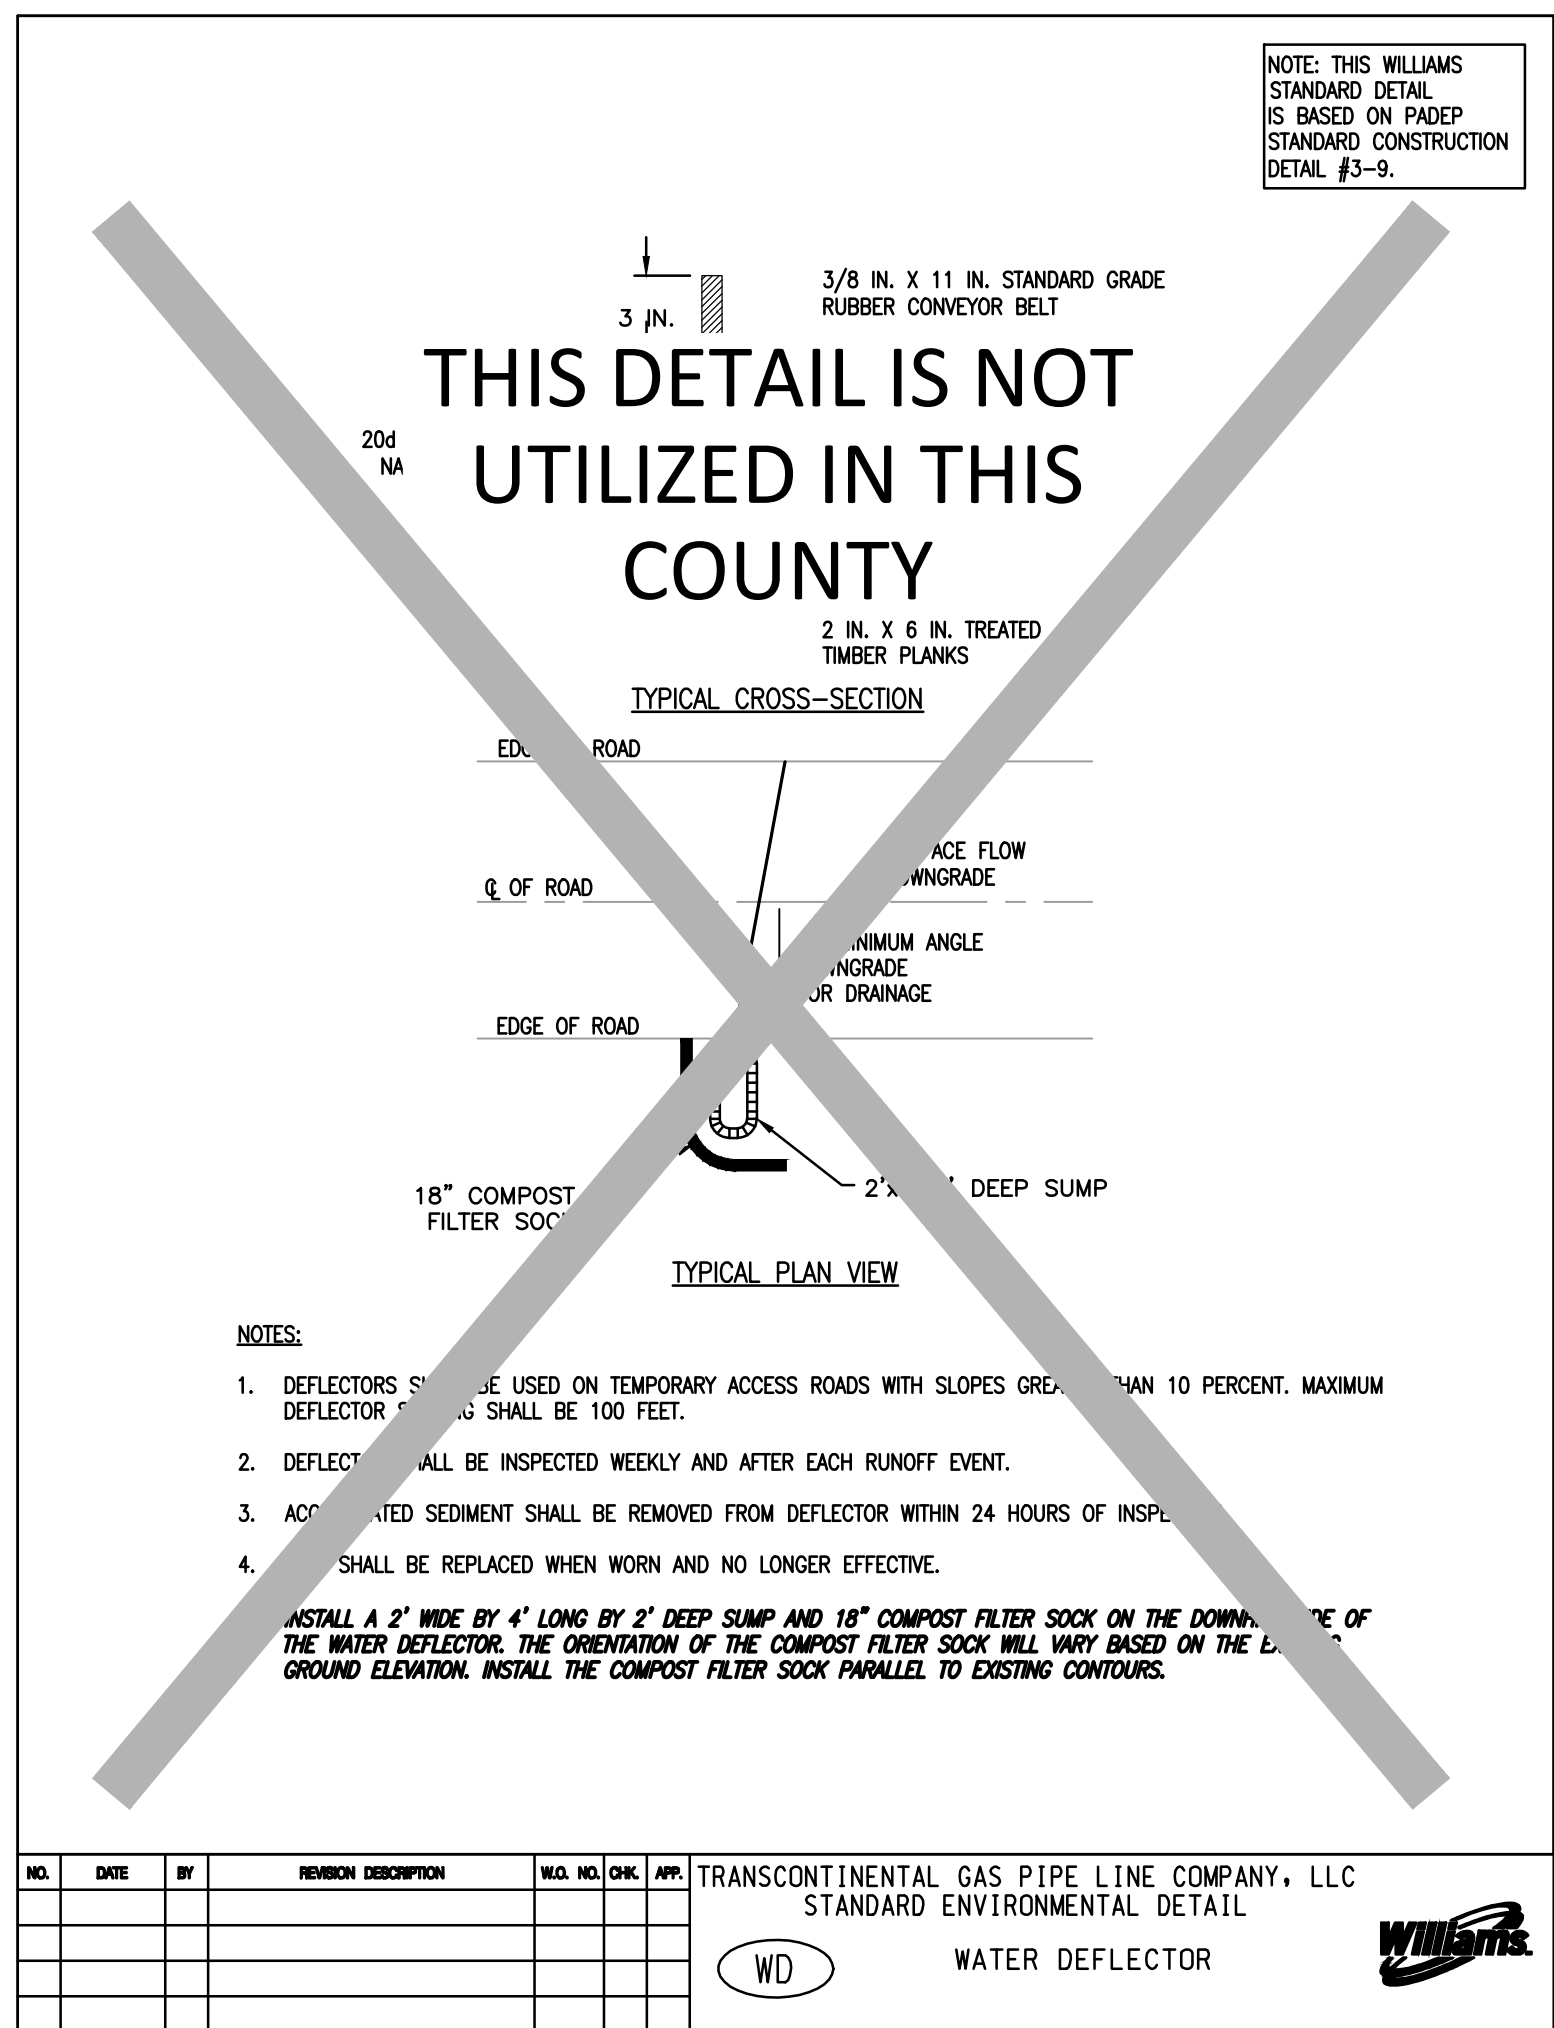 NOTE: THIS WILLIAMS
STANDARD DETAIL
IS BASED ON PADEP
STANDARD CONSTRUCTION
DETAIL #3-9.
3/8 IN. X 11 IN. STANDARD GRADE
RUBBER CONVEYOR BELT
3 IN.
THIS DETAIL IS NOT
UTILIZED IN THIS
COUNTY
20d
2 IN. X 6 IN. TREATED
TIMBER PLANKS
TYPICAL CROSS-SECTION
ROAD
FLOW
℄ OF ROAD
ANGLE
OR DRAINAGE
EDGE OF ROAD
18" COMPOST
FILTER
DEEP SUMP
TYPICAL PLAN VIEW
NOTES:
1. DEFLECTORS BE USED ON TEMPORARY ACCESS ROADS WITH SLOPES 10 PERCENT. MAXIMUM
DEFLECTOR SHALL BE 100 FEET.
2. BE INSPECTED WEEKLY AND AFTER EACH RUNOFF EVENT.
3. SEDIMENT SHALL BE REMOVED FROM DEFLECTOR WITHIN 24 HOURS OF
4. SHALL BE REPLACED WHEN WORN AND NO LONGER EFFECTIVE.
INSTALL A 2' WIDE BY 4' LONG BY 2' DEEP SUMP AND 18" COMPOST FILTER SOCK ON THE OF
THE WATER DEFLECTOR. THE ORIENTATION OF THE COMPOST FILTER SOCK WILL VARY BASED ON THE
GROUND ELEVATION. INSTALL THE COMPOST FILTER SOCK PARALLEL TO EXISTING CONTOURS.
NO. DATE BY REVISION DESCRIPTION W.O. NO. CHK. APP.
TRANSCONTINENTAL GAS PIPE LINE COMPANY, LLC
STANDARD ENVIRONMENTAL DETAIL
WD WATER DEFLECTOR
Williams.